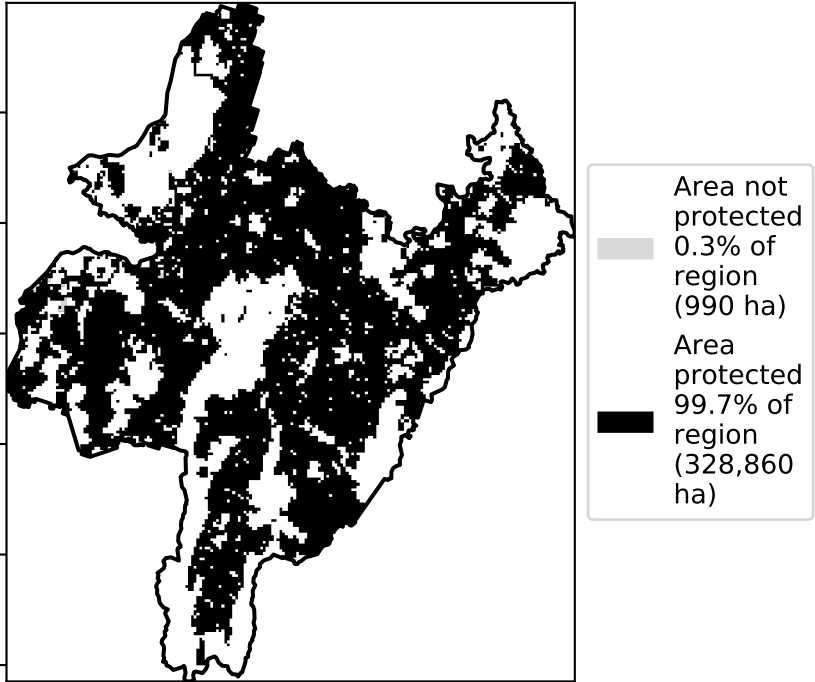 Area not
protected
0.3% of
region
(990 ha)
Area
protected
99.7% of
region
(328,860
ha)